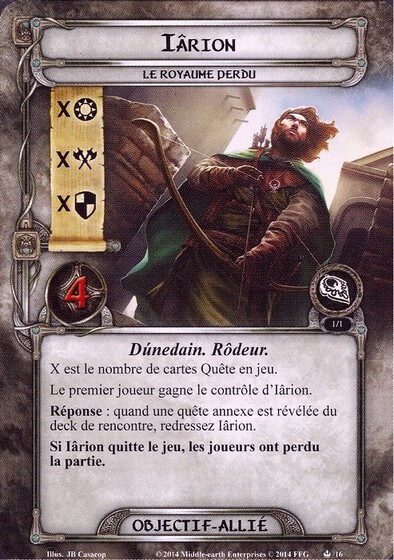 Iârion
LE ROYAUME PERDU
X
X
X
4
1/1
Dúnedain. Rôdeur.
X est le nombre de cartes Quête en jeu.
Le premier joueur gagne le contrôle d'Iârion.
Réponse : quand une quête annexe est révélée du
deck de rencontre, redressez Iârion.
Si Iârion quitte le jeu, les joueurs ont perdu
la partie.
OBJECTIF-ALLIÉ
Illus. JB Casacop
©2014 Middle-earth Enterprises © 2014 FFG
16